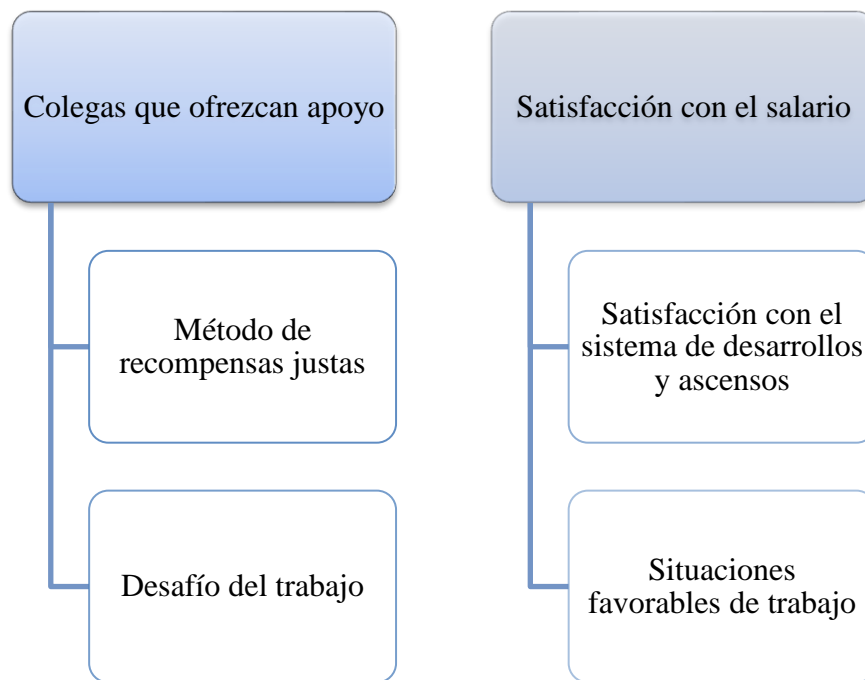 Colegas que ofrezcan apoyo
Método de
recompensas justas
Desafío del trabajo
Satisfacción con el salario
Satisfacción con el
sistema de desarrollos
y ascensos
Situaciones
favorables de trabajo